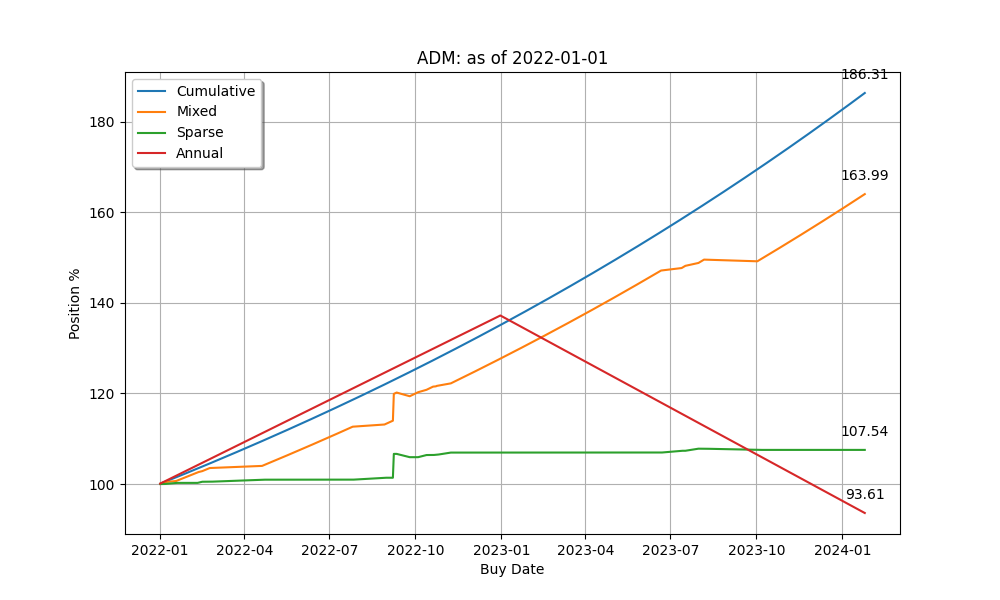 ADM: as of 2022-01-01
186.31
Cumulative
Mixed
Sparse
Annual
163.99
107.54
93.61
180
160
140
120
100
Position %
2022-01 2022-04 2022-07 2022-10 2023-01 2023-04 2023-07 2023-10 2024-01
Buy Date